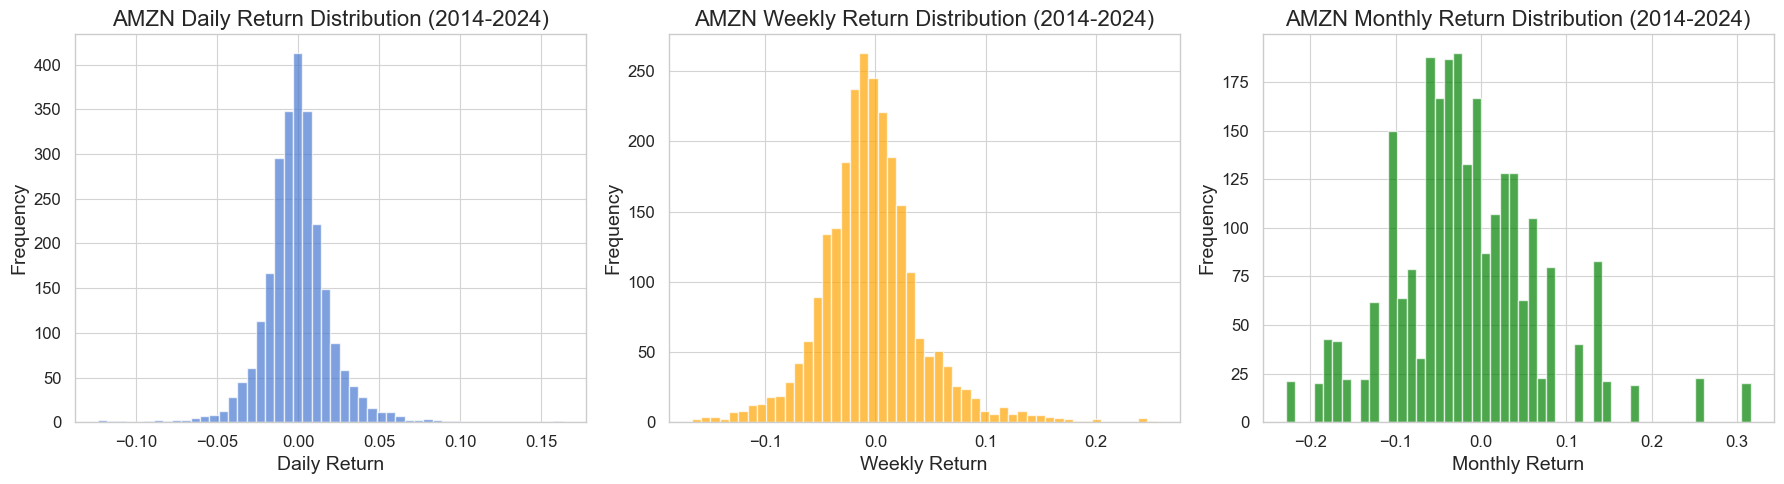 AMZN Daily Return Distribution (2014-2024)
Frequency
400
350
300
250
200
150
100
50
0
−0.10 −0.05 0.00 0.05 0.10 0.15
Daily Return
AMZN Weekly Return Distribution (2014-2024)
Frequency
250
200
150
100
50
0
−0.1 0.0 0.1 0.2
Weekly Return
AMZN Monthly Return Distribution (2014-2024)
Frequency
175
150
125
100
75
50
25
0
−0.2 −0.1 0.0 0.1 0.2 0.3
Monthly Return